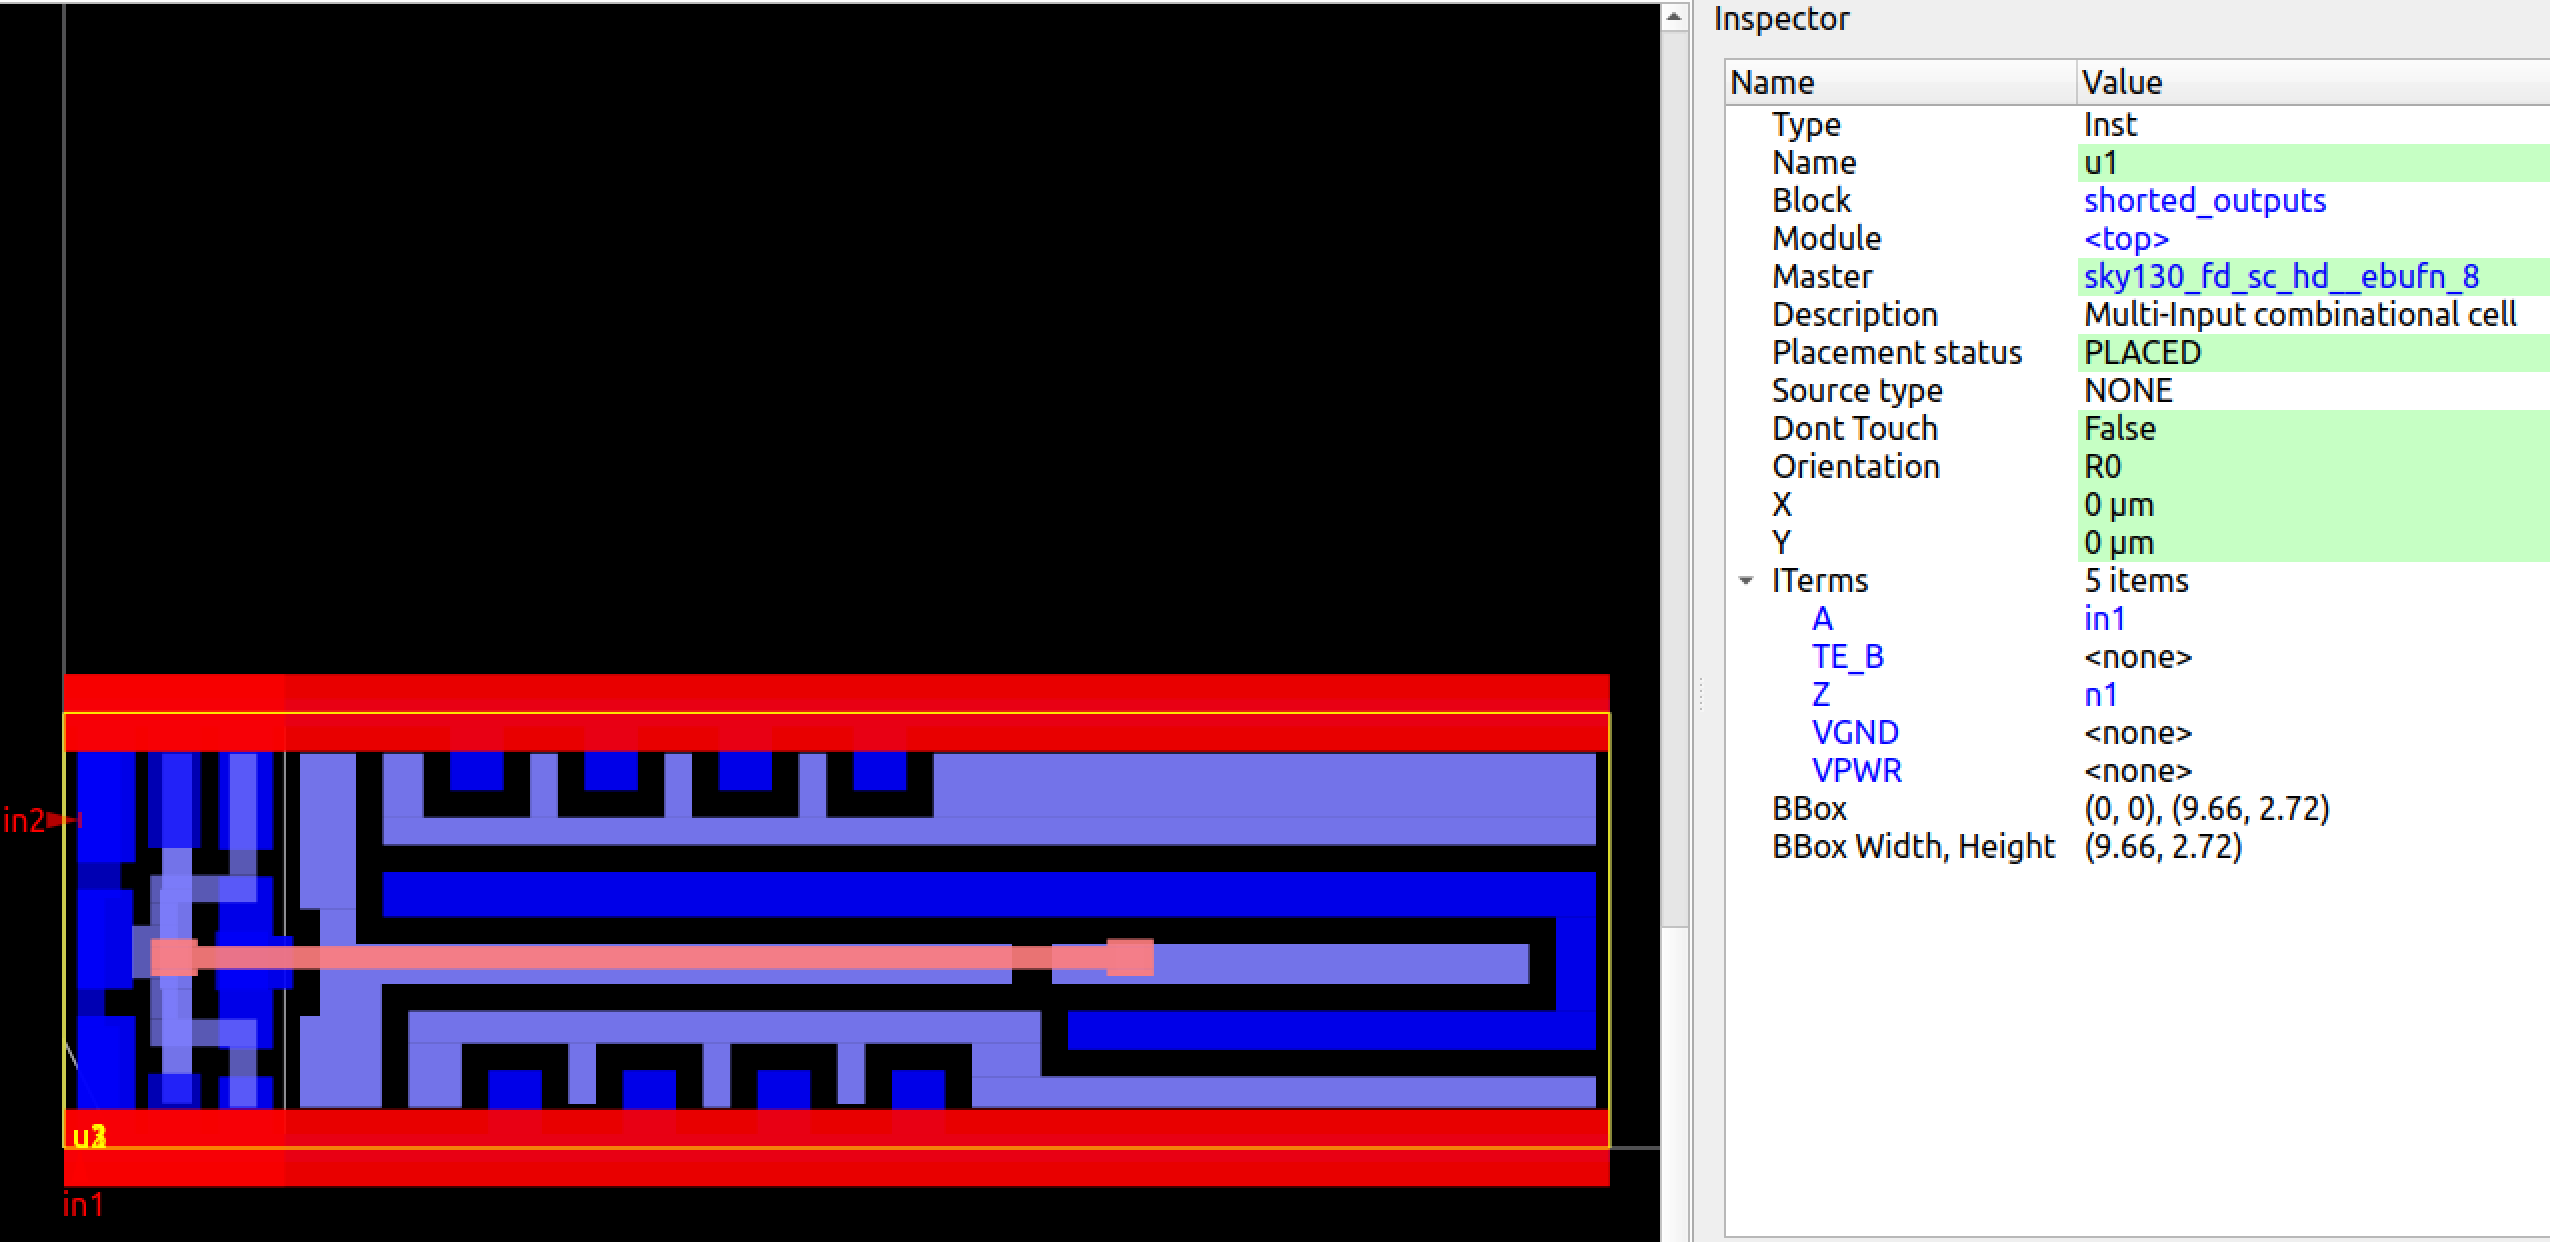 Inspector
Name Value
Type Inst
Name u1
Block shorted_outputs
Module <top>
Master sky130_fd_sc_hd__ebufn_8
Description Multi-Input combinational cell
Placement status PLACED
Source type NONE
Dont Touch False
Orientation R0
X 0 µm
Y 0 µm
ITerms 5 items
A in1
TE_B <none>
Z n1
VGND <none>
VPWR <none>
BBox (0, 0), (9.66, 2.72)
BBox Width, Height (9.66, 2.72)
in2
in1